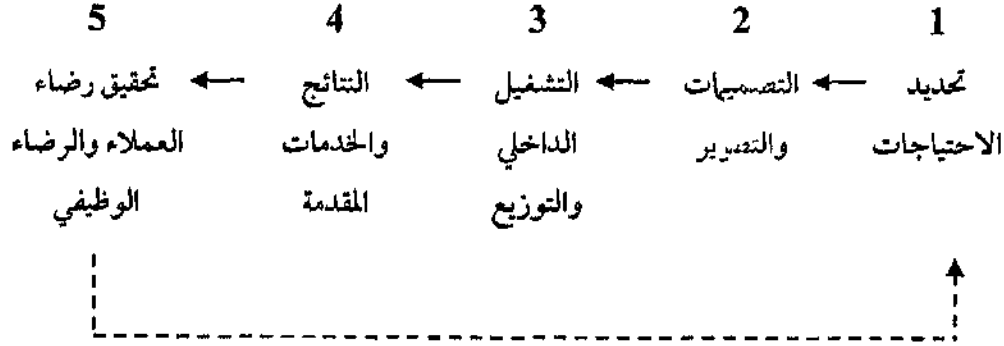 1 2 3 4 5
تحديد ← التصميمات ← التشغيل ← النتائج ← تحقيق رضاء
الاحتياجات الداخلي والخدمات العملاء والرضاء
والتوزيع المقدمة الوظيفي